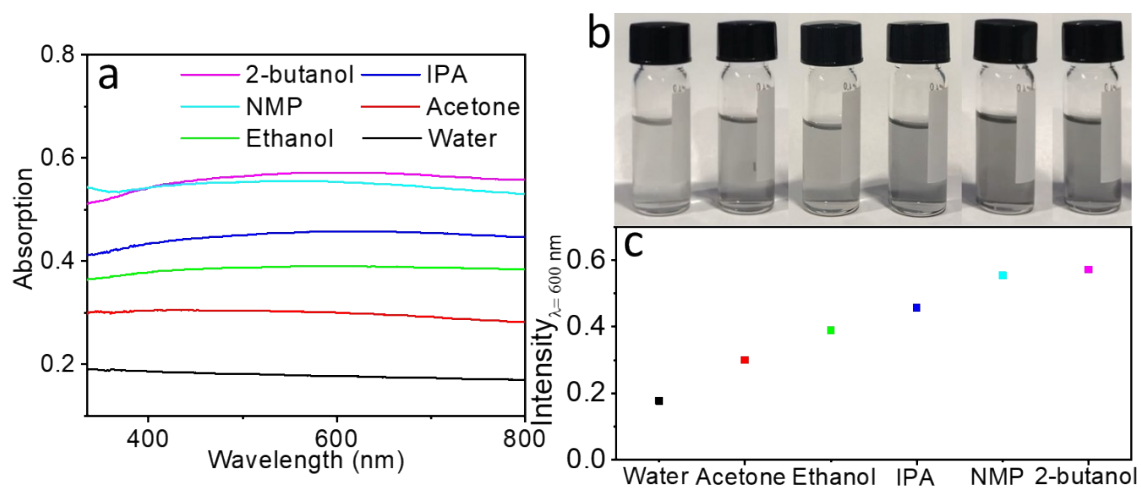 a
0.8
0.6
0.4
0.2
400
600
800
Absorption
Wavelength (nm)
2-butanol
IPA
NMP
Acetone
Ethanol
Water
b
c
0.6
0.4
0.2
0.0
Intensity λ= 600 nm
Water
Acetone
Ethanol
IPA
NMP
2-butanol